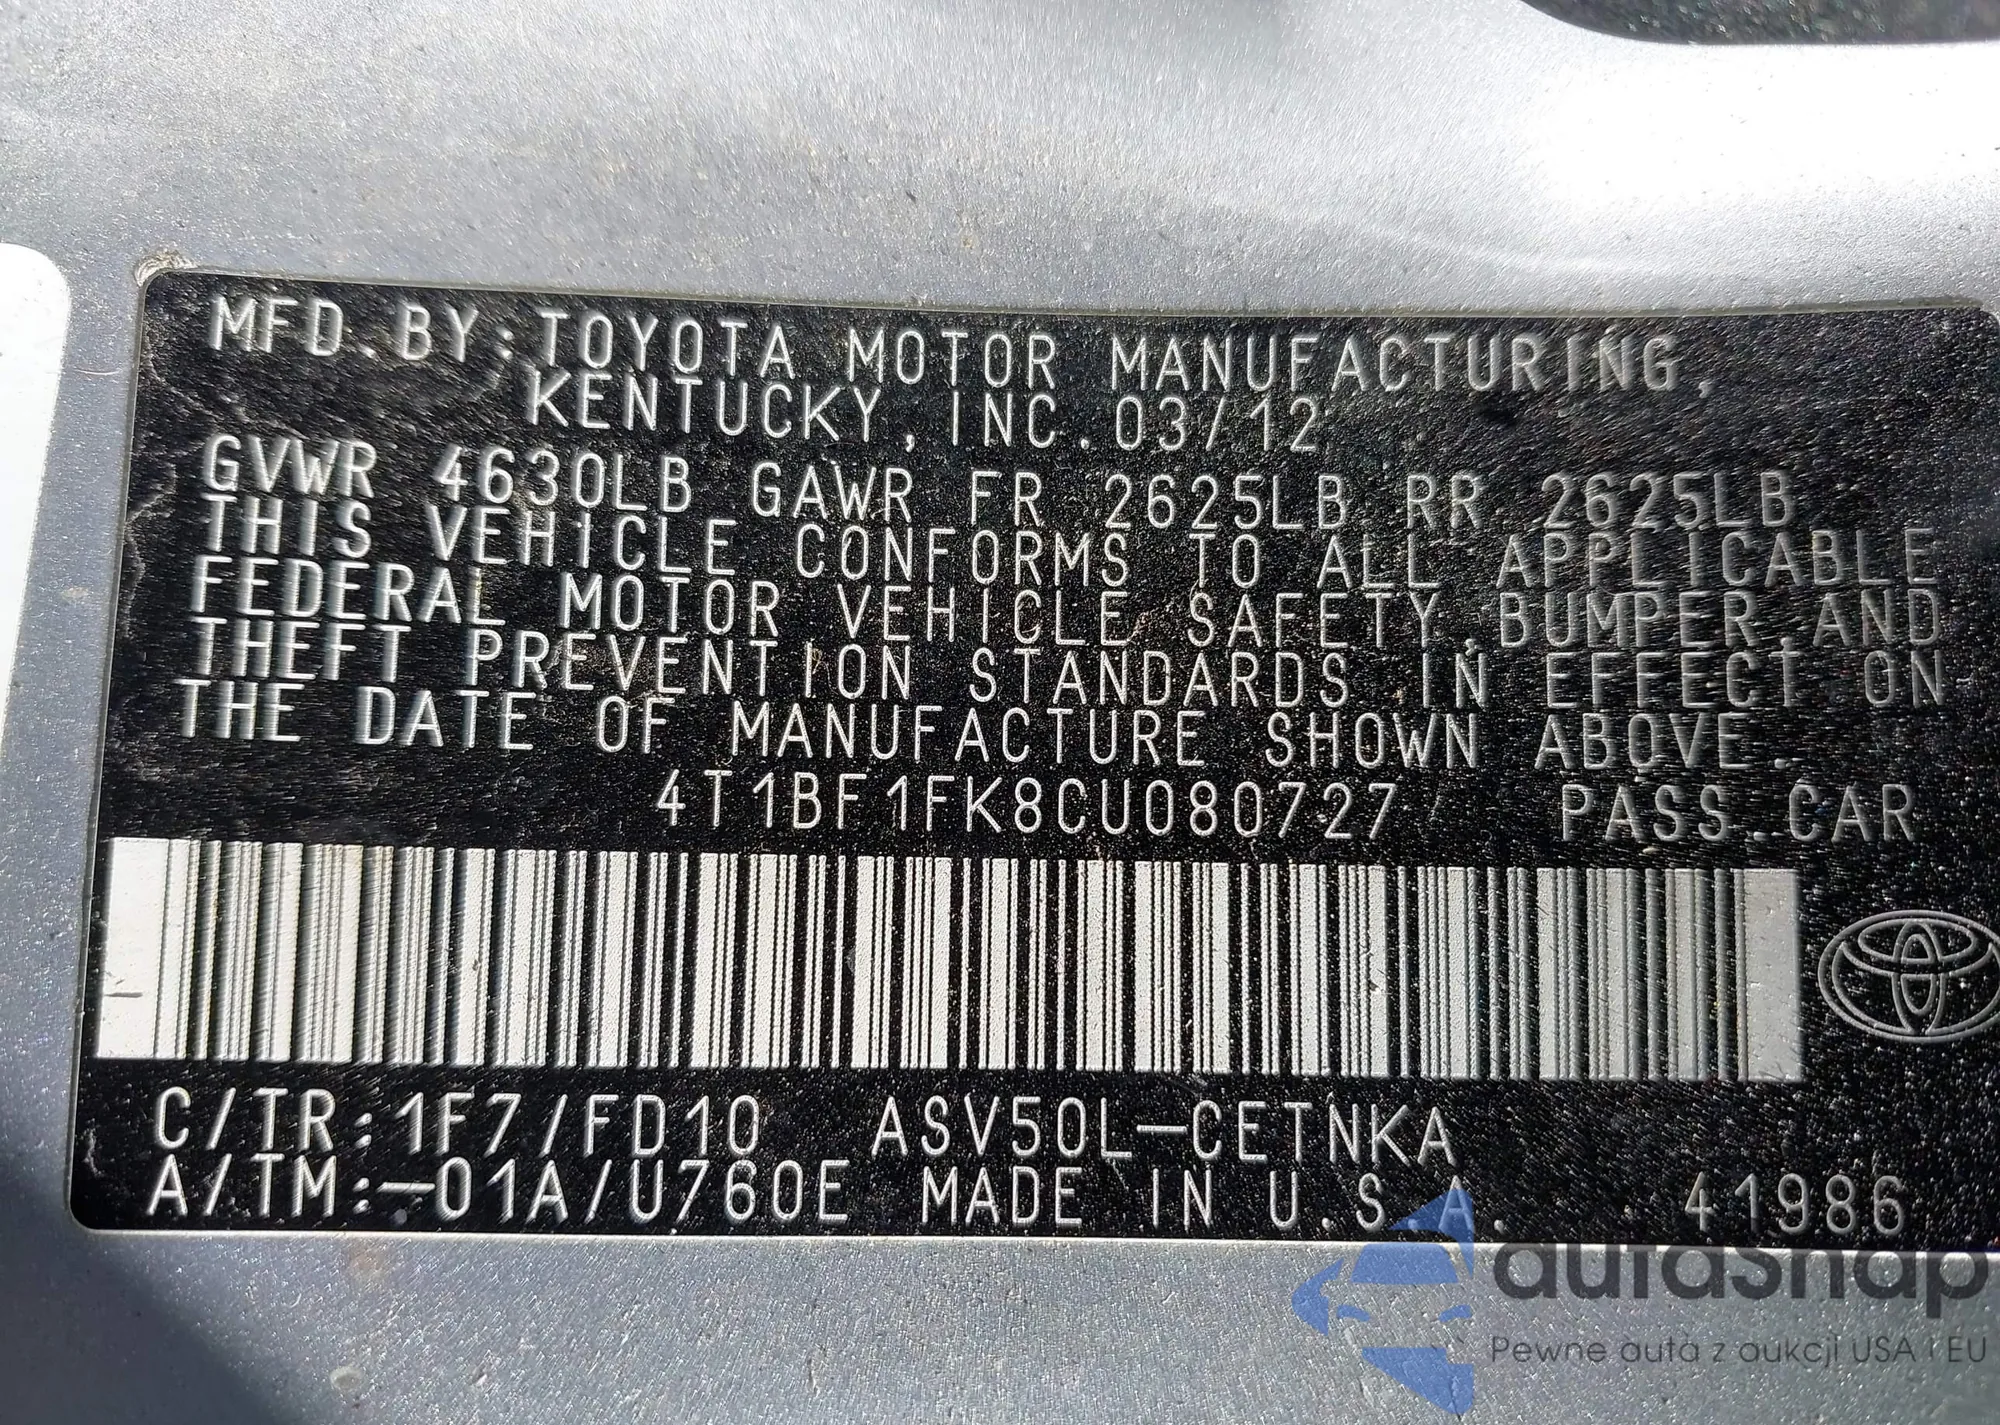 MFD. BY: TOYOTA MOTOR MANUFACTURING,
KENTUCKY, INC. 03/12
GVWR 4630LB GAWR FR 2625LB RR 2625LB
THIS VEHICLE CONFORMS TO ALL APPLICABLE
FEDERAL MOTOR VEHICLE SAFETY, BUMPER, AND
THEFT PREVENTION STANDARDS IN EFFECT ON
THE DATE OF MANUFACTURE SHOWN ABOVE.
4T1BF1FK8CU080727 PASS. CAR
C/TR: 1F7/FD10 ASV50L-CETNKA
A/TM:-01A/U760E MADE IN U.S.A. 41986
autasnap
Pewne auta z aukcji USA i EU